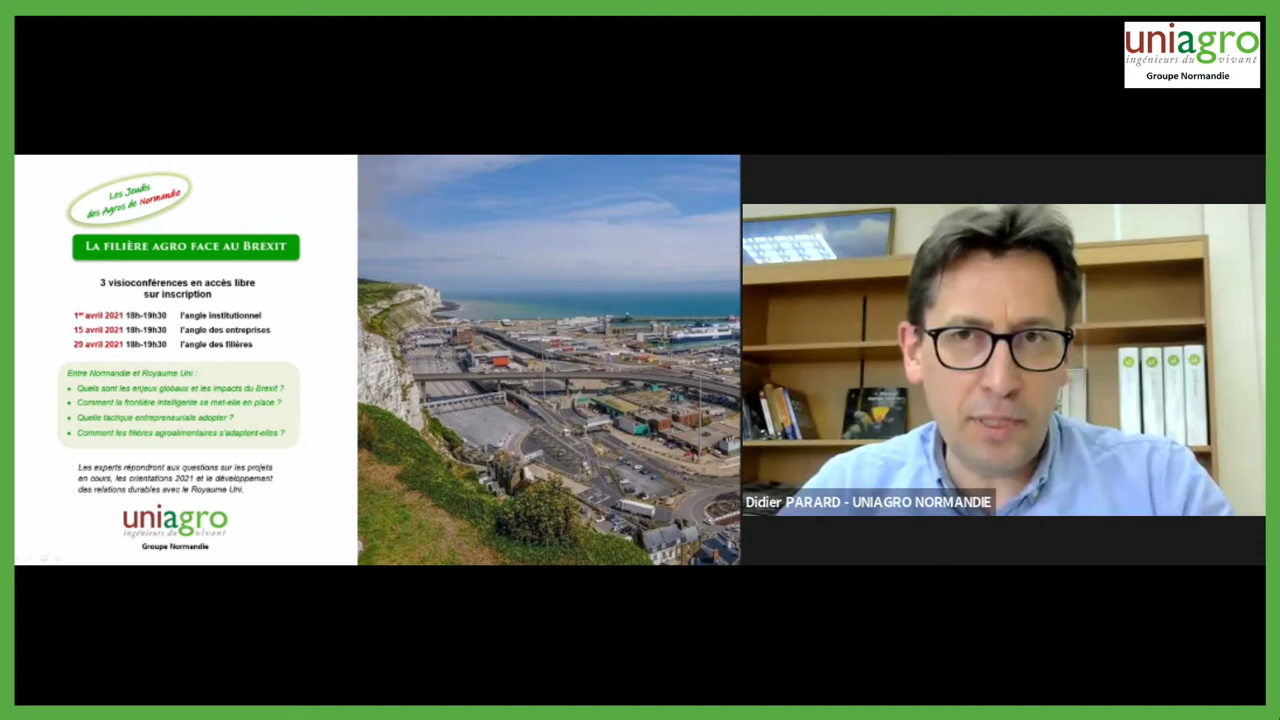 uniagro
ingénieurs du vivant
Groupe Normandie
Les Jeudis
des Agros de Normandie
LA FILIÈRE AGRO FACE AU BREXIT
3 visioconférences en accès libre
sur inscription
1er avril 2021 18h-19h30 l'angle institutionnel
15 avril 2021 18h-19h30 l'angle des entreprises
29 avril 2021 18h-19h30 l'angle des filières
Entre Normandie et Royaume Uni :
• Quels sont les enjeux globaux et les impacts du Brexit ?
• Comment la frontière intelligente se met-elle en place ?
• Quelle tactique entrepreneuriale adopter ?
• Comment les filières agroalimentaires s'adaptent-elles ?
Les experts répondront aux questions sur les projets
en cours, les orientations 2021 et le développement
des relations durables avec le Royaume Uni.
uniagro
ingénieurs du vivant
Groupe Normandie
Didier PARARD - UNIAGRO NORMANDIE